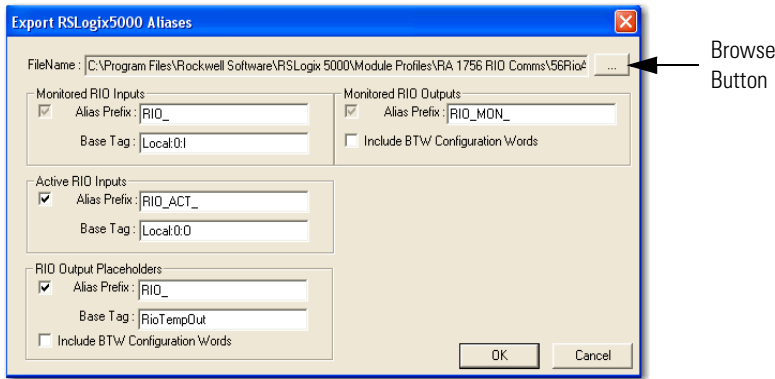 Export RSLogix5000 Aliases
FileName : C:\Program Files\Rockwell Software\RSLogix 5000\Module Profiles\RA 1756 RIO Comms\56RioA ...
Browse
Button
Monitored RIO Inputs
Alias Prefix : RIO_
Base Tag : Local:0:I
Monitored RIO Outputs
Alias Prefix : RIO_MON_
Include BTW Configuration Words
Active RIO Inputs
Alias Prefix : RIO_ACT_
Base Tag : Local:0:O
RIO Output Placeholders
Alias Prefix : RIO_
Base Tag : RioTempOut
Include BTW Configuration Words
OK Cancel